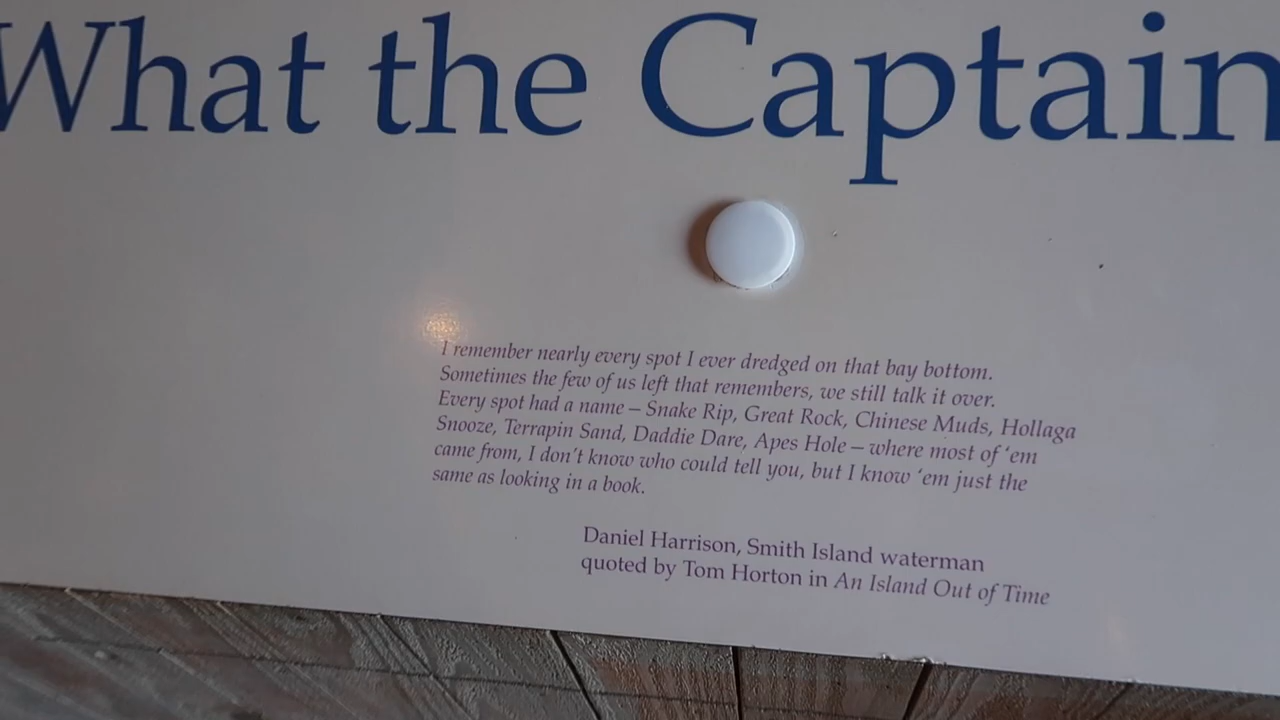 What the Captain
I remember nearly every spot I ever dredged on that bay bottom.
Sometimes the few of us left that remembers, we still talk it over.
Every spot had a name – Snake Rip, Great Rock, Chinese Muds, Hollaga
Snooze, Terrapin Sand, Daddie Dare, Apes Hole – where most of ‘em
came from, I don’t know who could tell you, but I know ‘em just the
same as looking in a book.
Daniel Harrison, Smith Island waterman
quoted by Tom Horton in An Island Out of Time